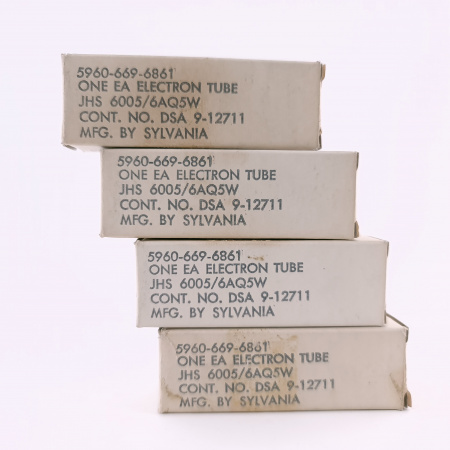 5960-669-6861
ONE EA ELECTRON TUBE
JHS 6005/6AQ5W
CONT. NO. DSA 9-12711
MFG. BY SYLVANIA
5960-669-6861
ONE EA ELECTRON TUBE
JHS 6005/6AQ5W
CONT. NO. DSA 9-12711
MFG. BY SYLVANIA
5960-669-6861
ONE EA ELECTRON TUBE
JHS 6005/6AQ5W
CONT. NO. DSA 9-12711
MFG. BY SYLVANIA
5960-669-6861
ONE EA ELECTRON TUBE
JHS 6005/6AQ5W
CONT. NO. DSA 9-12711
MFG. BY SYLVANIA